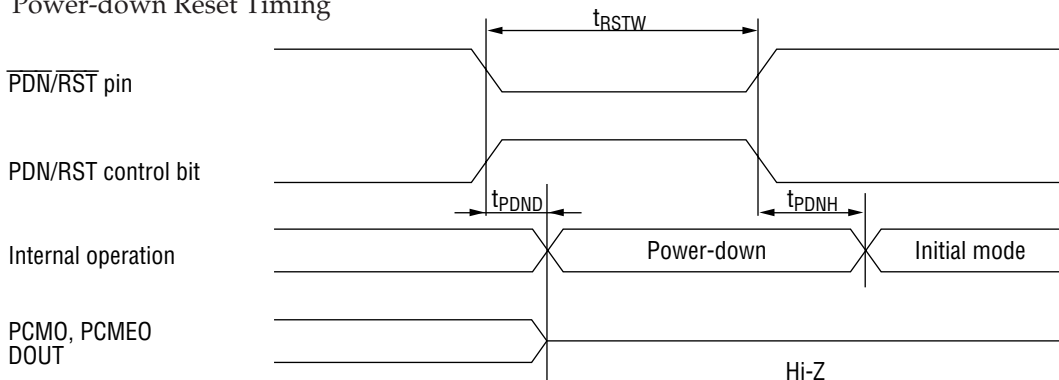 Power-down Reset Timing
tRSTW
PDN/RST pin
PDN/RST control bit
tPDND
tPDNH
Internal operation
Power-down
Initial mode
PCMO, PCMEO
DOUT
Hi-Z